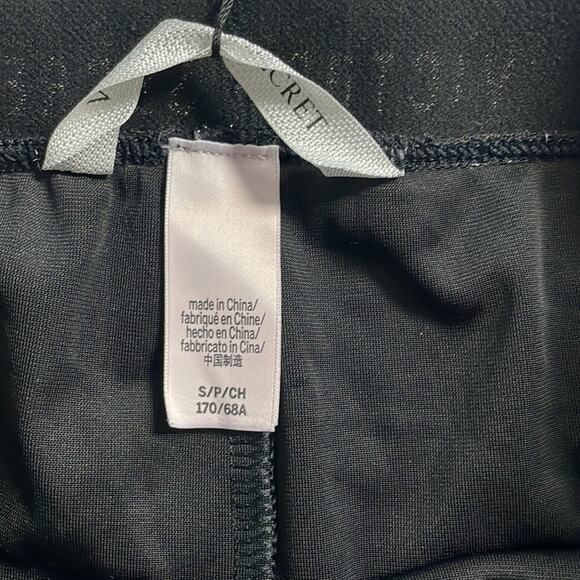 ECRET
made in China/
fabriqué en Chine/
hecho en China/
fabbricato in Cina/
中国制造
S/P/CH
170/68A